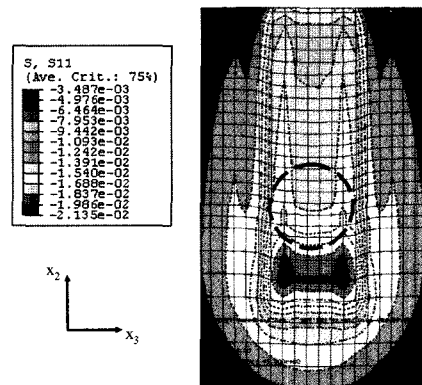 S, S11
(Ave. Crit.: 75%)
-3.487e-03
-4.976e-03
-6.464e-03
-7.953e-03
-9.442e-03
-1.093e-02
-1.242e-02
-1.391e-02
-1.540e-02
-1.688e-02
-1.837e-02
-1.986e-02
-2.135e-02
x₂
x₃